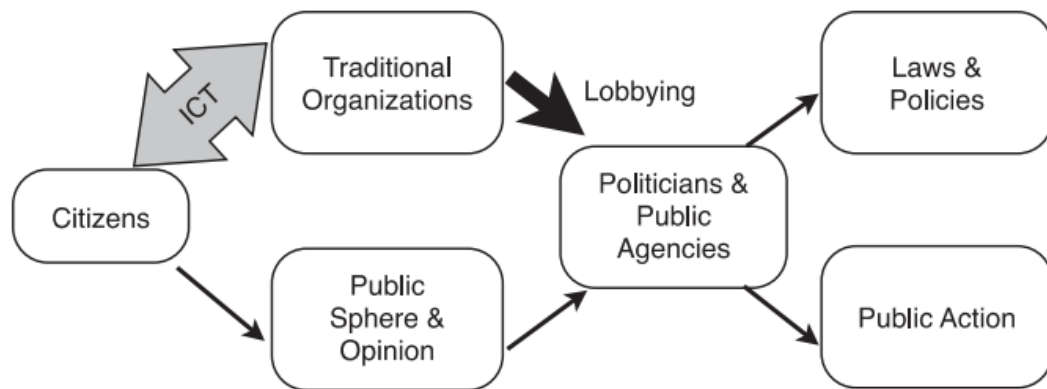 ICT
Traditional
Organizations
Lobbying
Laws &
Policies
Citizens
Politicians &
Public
Agencies
Public
Sphere &
Opinion
Public Action